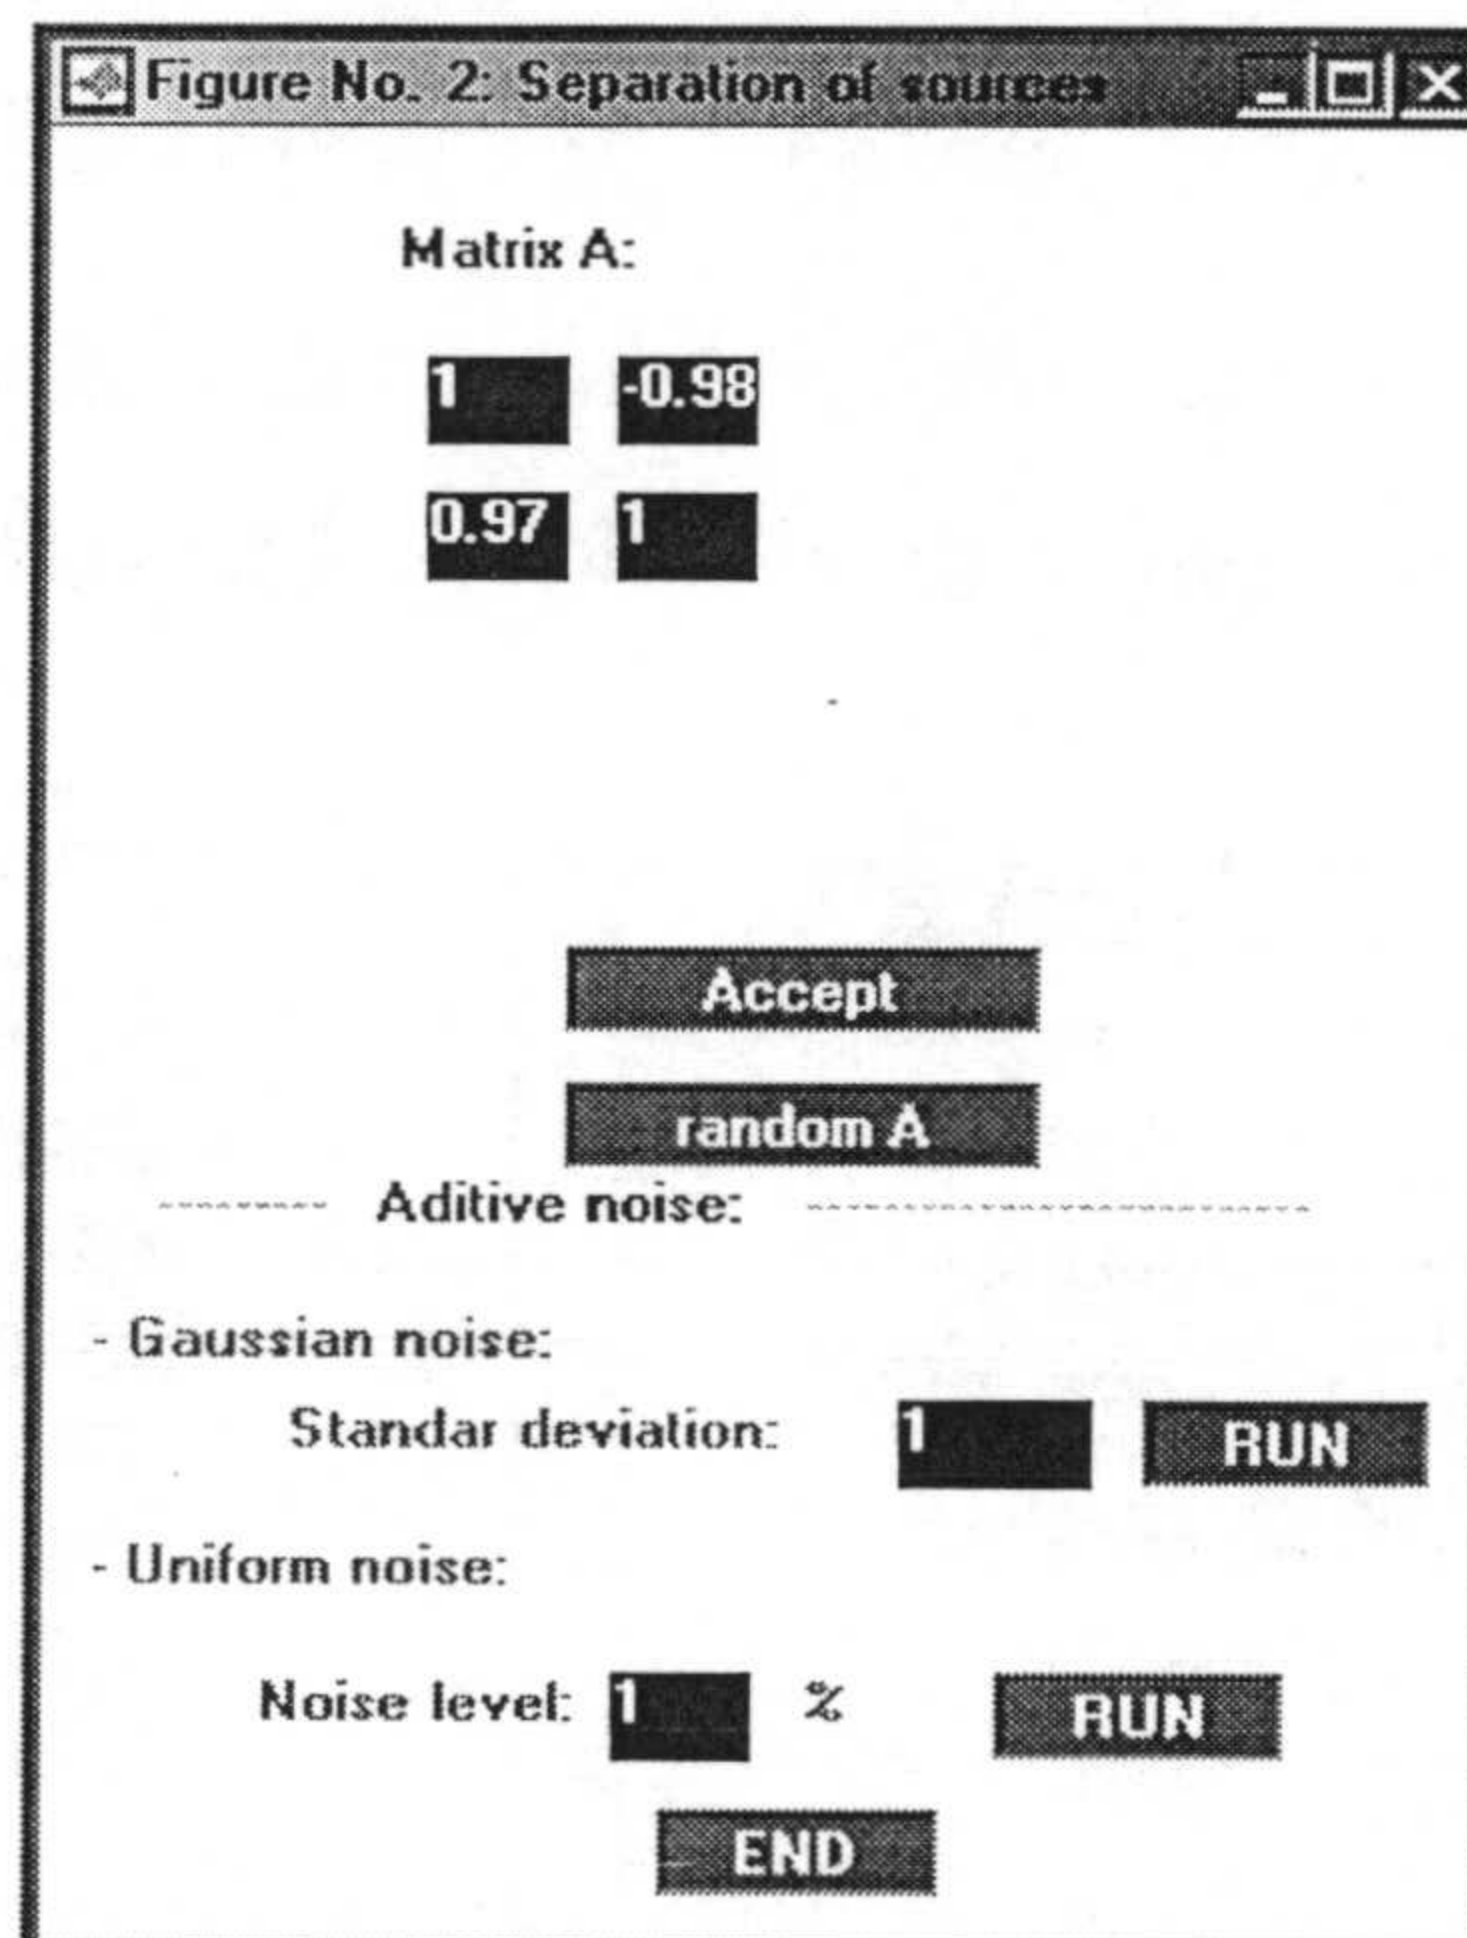 Figure No. 2: Separation of sources
Matrix A:
1 -0.98
0.97 1
Accept
random A
--------- Aditive noise: ---------------------------
- Gaussian noise:
Standar deviation: 1 RUN
- Uniform noise:
Noise level: 1 % RUN
END